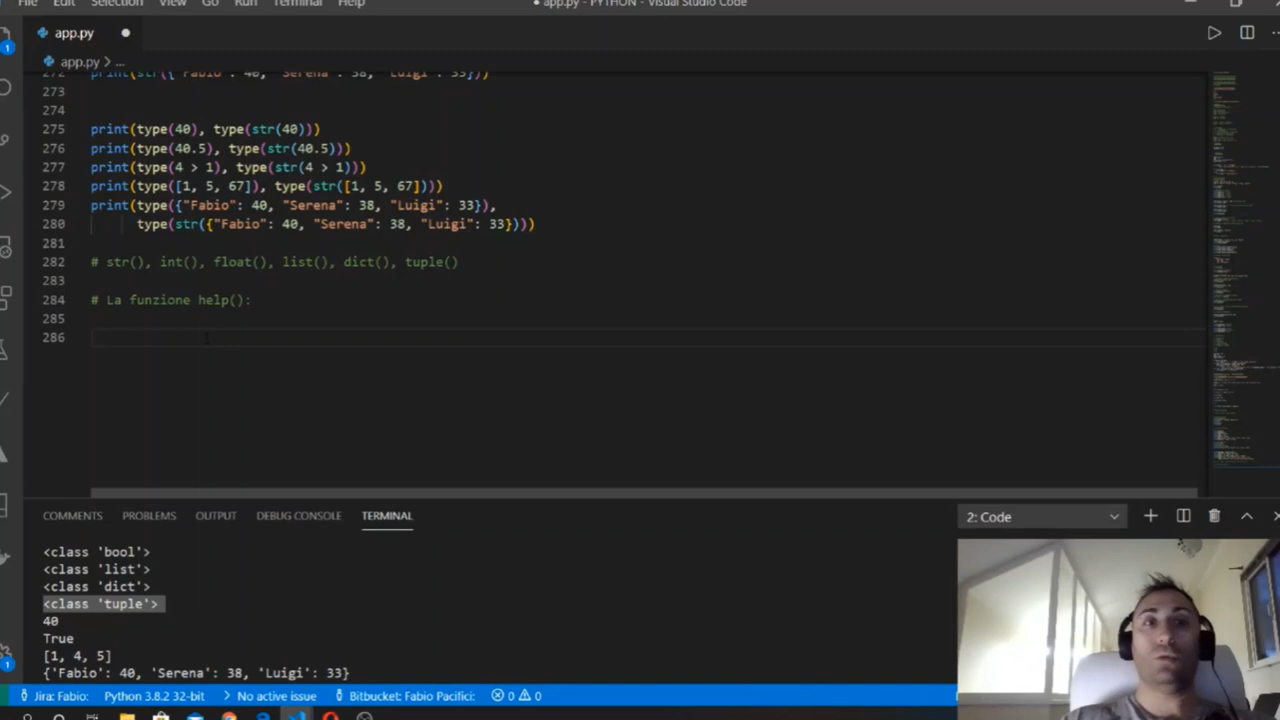 File Edit Selection View Go Run Terminal Help
app.py - PYTHON - Visual Studio Code
app.py
app.py > ...
272 print(str({"Fabio": 40, "Serena": 38, "Luigi": 33}))
273
274
275 print(type(40), type(str(40)))
276 print(type(40.5), type(str(40.5)))
277 print(type(4 > 1), type(str(4 > 1)))
278 print(type([1, 5, 67]), type(str([1, 5, 67])))
279 print(type({"Fabio": 40, "Serena": 38, "Luigi": 33}),
280 type(str({"Fabio": 40, "Serena": 38, "Luigi": 33})))
281
282 # str(), int(), float(), list(), dict(), tuple()
283
284 # La funzione help():
285
286
COMMENTS PROBLEMS OUTPUT DEBUG CONSOLE TERMINAL 2: Code
<class 'bool'>
<class 'list'>
<class 'dict'>
<class 'tuple'>
40
True
[1, 4, 5]
{'Fabio': 40, 'Serena': 38, 'Luigi': 33}
Jira: Fabio: Python 3.8.2 32-bit No active issue Bitbucket: Fabio Pacifici: 0 0